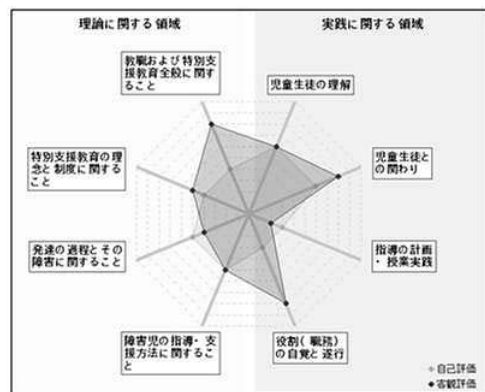 理論に関する領域
実践に関する領域
教職および特別支
援教育全般に関す
ること
児童生徒の理解
特別支援教育の理
念と制度に関する
こと
児童生徒と
の関わり
発達の過程とその
障害に関すること
指導の計画
・授業実践
障害児の指導・支
援方法に関するこ
と
役割(職務)
の自覚と遂行
自己評価
客観評価